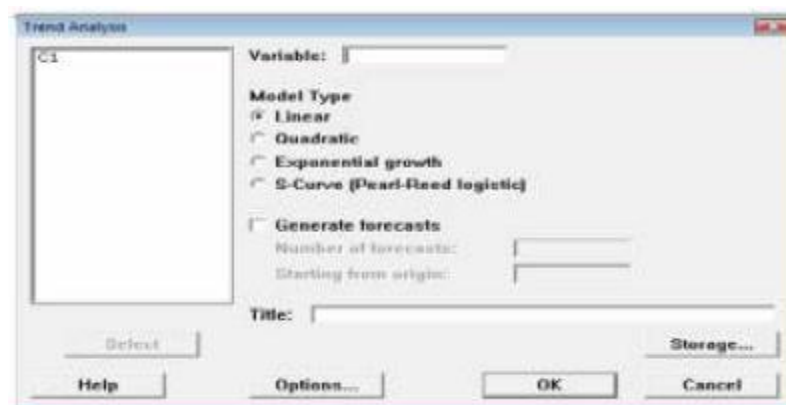 Trend Analysis
C1
Variable:
Model Type
Linear
Quadratic
Exponential growth
S-Curve (Pearl-Reed logistic)
Generate forecasts
Number of forecasts:
Starting from origin:
Title:
Select
Storage...
Help
Options...
OK
Cancel